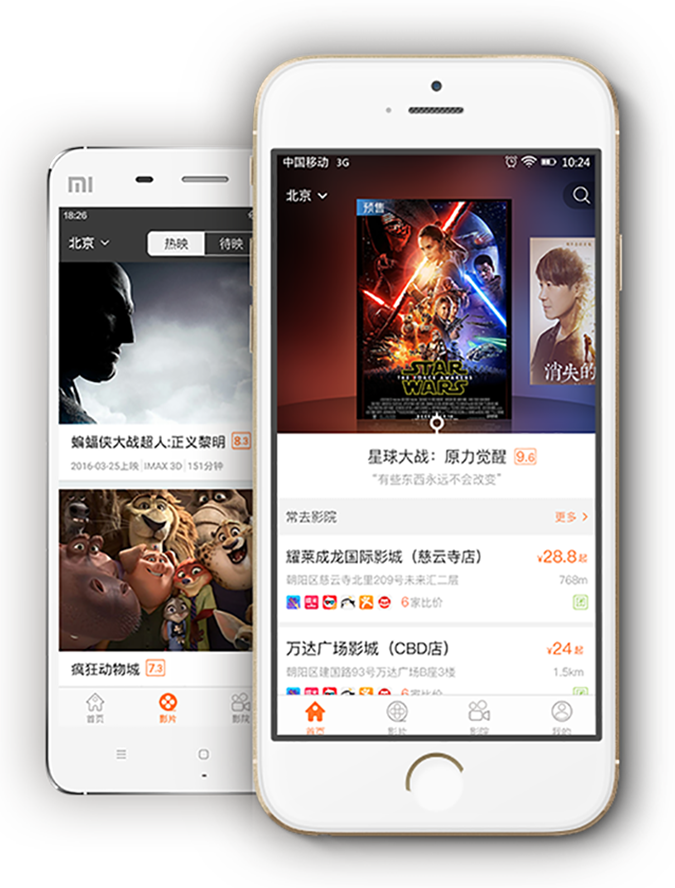 mi
18:26
北京
热映
待映
蝙蝠侠大战超人:正义黎明 8.3
2016-03-25上映 | IMAX 3D | 151分钟
疯狂动物城 7.3
首页
影片
影院
中国移动 3G
10:24
北京
预售
STAR
THE FORCE AWAKENS
WARS
消失的
星球大战：原力觉醒 9.6
“有些东西永远不会改变”
常去影院
更多
耀莱成龙国际影城（慈云寺店）
¥28.8起
朝阳区慈云寺北里209号未来汇二层
768m
6家比价
万达广场影城（CBD店）
¥24起
朝阳区建国路93号万达广场B座3楼
1.5km
6家比价
首页
影片
影院
我的